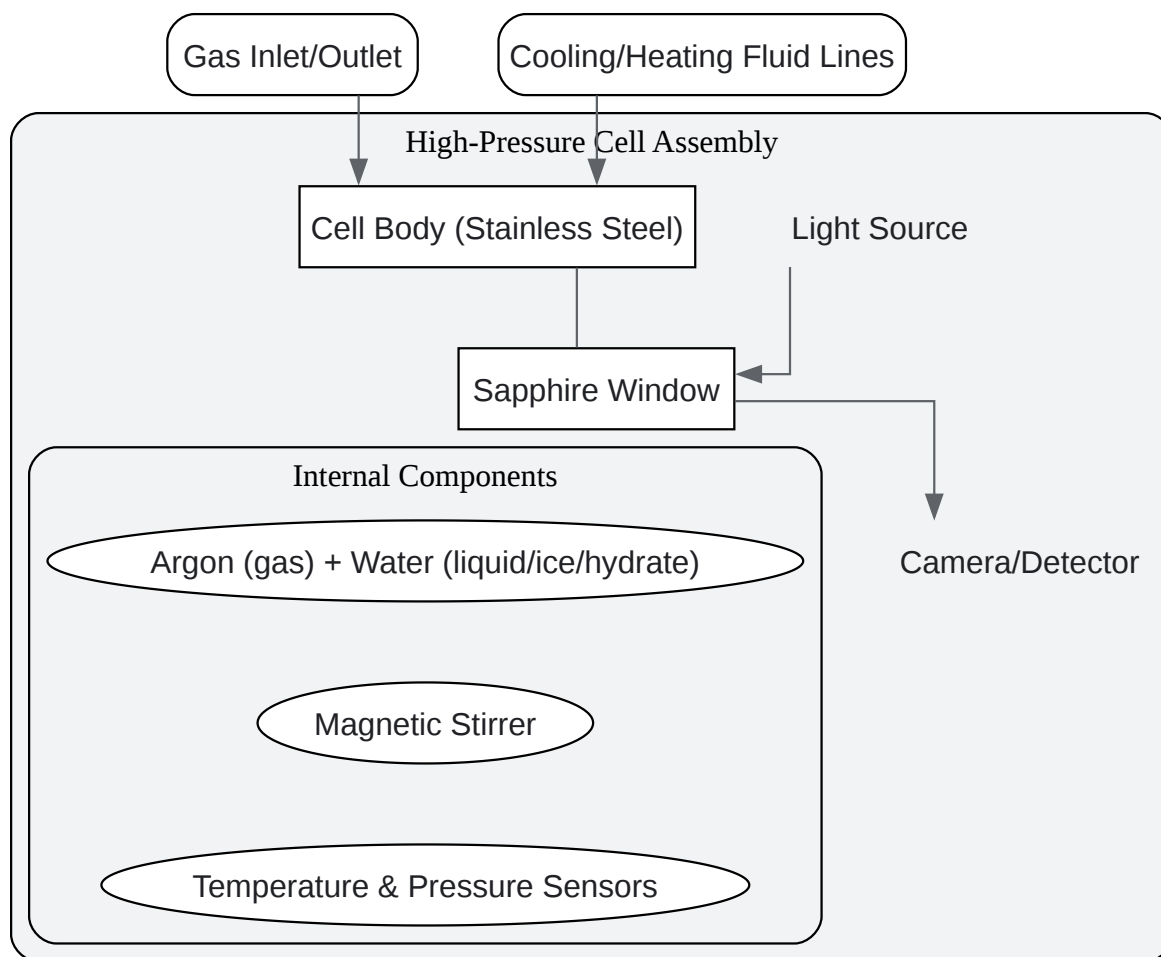 Gas Inlet/Outlet
Cooling/Heating Fluid Lines
High-Pressure Cell Assembly
Cell Body (Stainless Steel)
Light Source
Sapphire Window
Internal Components
Argon (gas) + Water (liquid/ice/hydrate)
Camera/Detector
Magnetic Stirrer
Temperature & Pressure Sensors